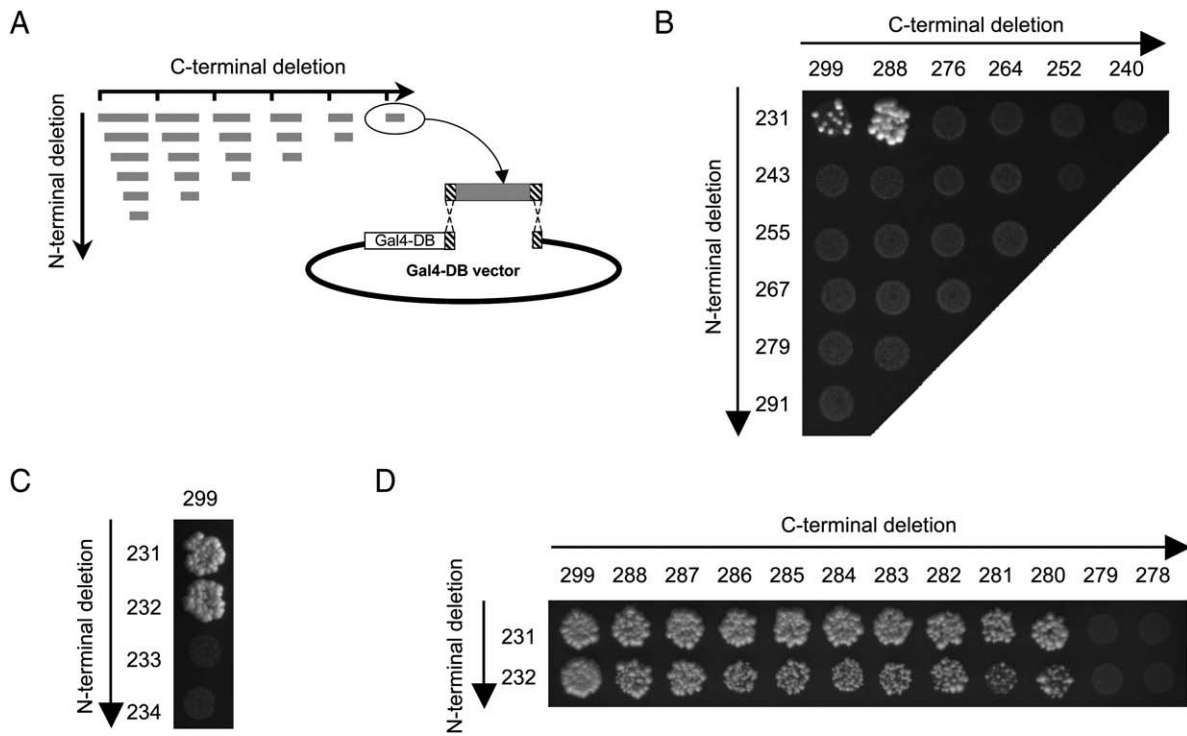 A
C-terminal deletion
N-terminal deletion
Gal4-DB
Gal4-DB vector
B
C-terminal deletion
299 288 276 264 252 240
N-terminal deletion
231
243
255
267
279
291
C
299
N-terminal deletion
231
232
233
234
D
C-terminal deletion
299 288 287 286 285 284 283 282 281 280 279 278
N-terminal deletion
231
232